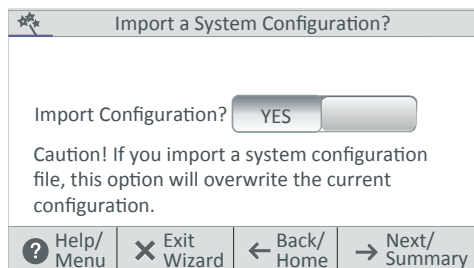 Import a System Configuration?
Import Configuration? YES
Caution! If you import a system configuration
file, this option will overwrite the current
configuration.
? Help/ Menu
Exit Wizard
Back/ Home
Next/ Summary